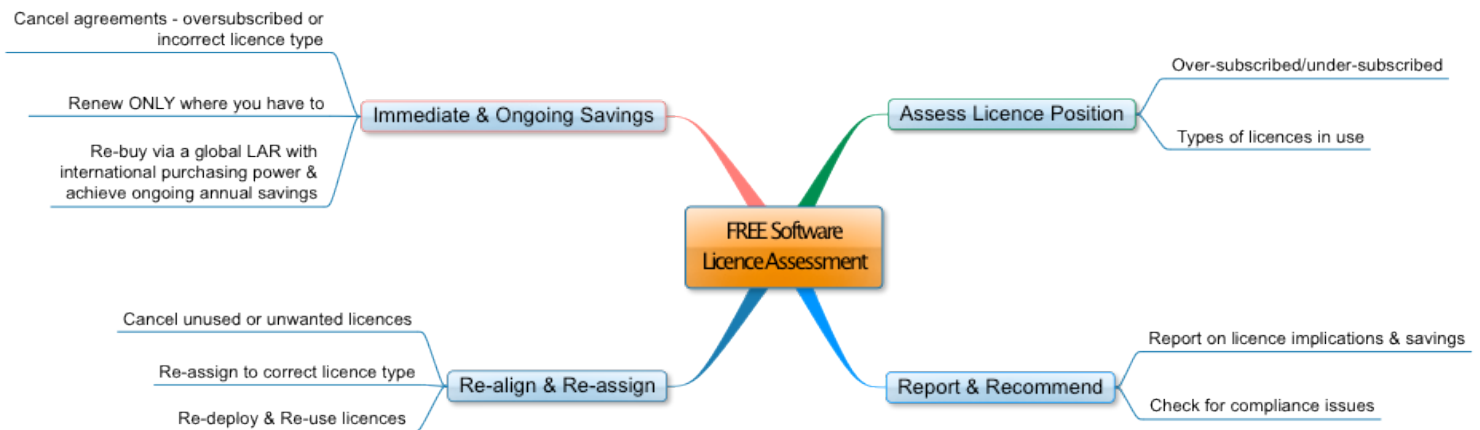 Cancel agreements - oversubscribed or
incorrect licence type
Renew ONLY where you have to
Re-buy via a global LAR with
international purchasing power &
achieve ongoing annual savings
Immediate & Ongoing Savings
Assess Licence Position
Over-subscribed/under-subscribed
Types of licences in use
FREE Software
Licence Assessment
Cancel unused or unwanted licences
Re-assign to correct licence type
Re-deploy & Re-use licences
Re-align & Re-assign
Report & Recommend
Report on licence implications & savings
Check for compliance issues